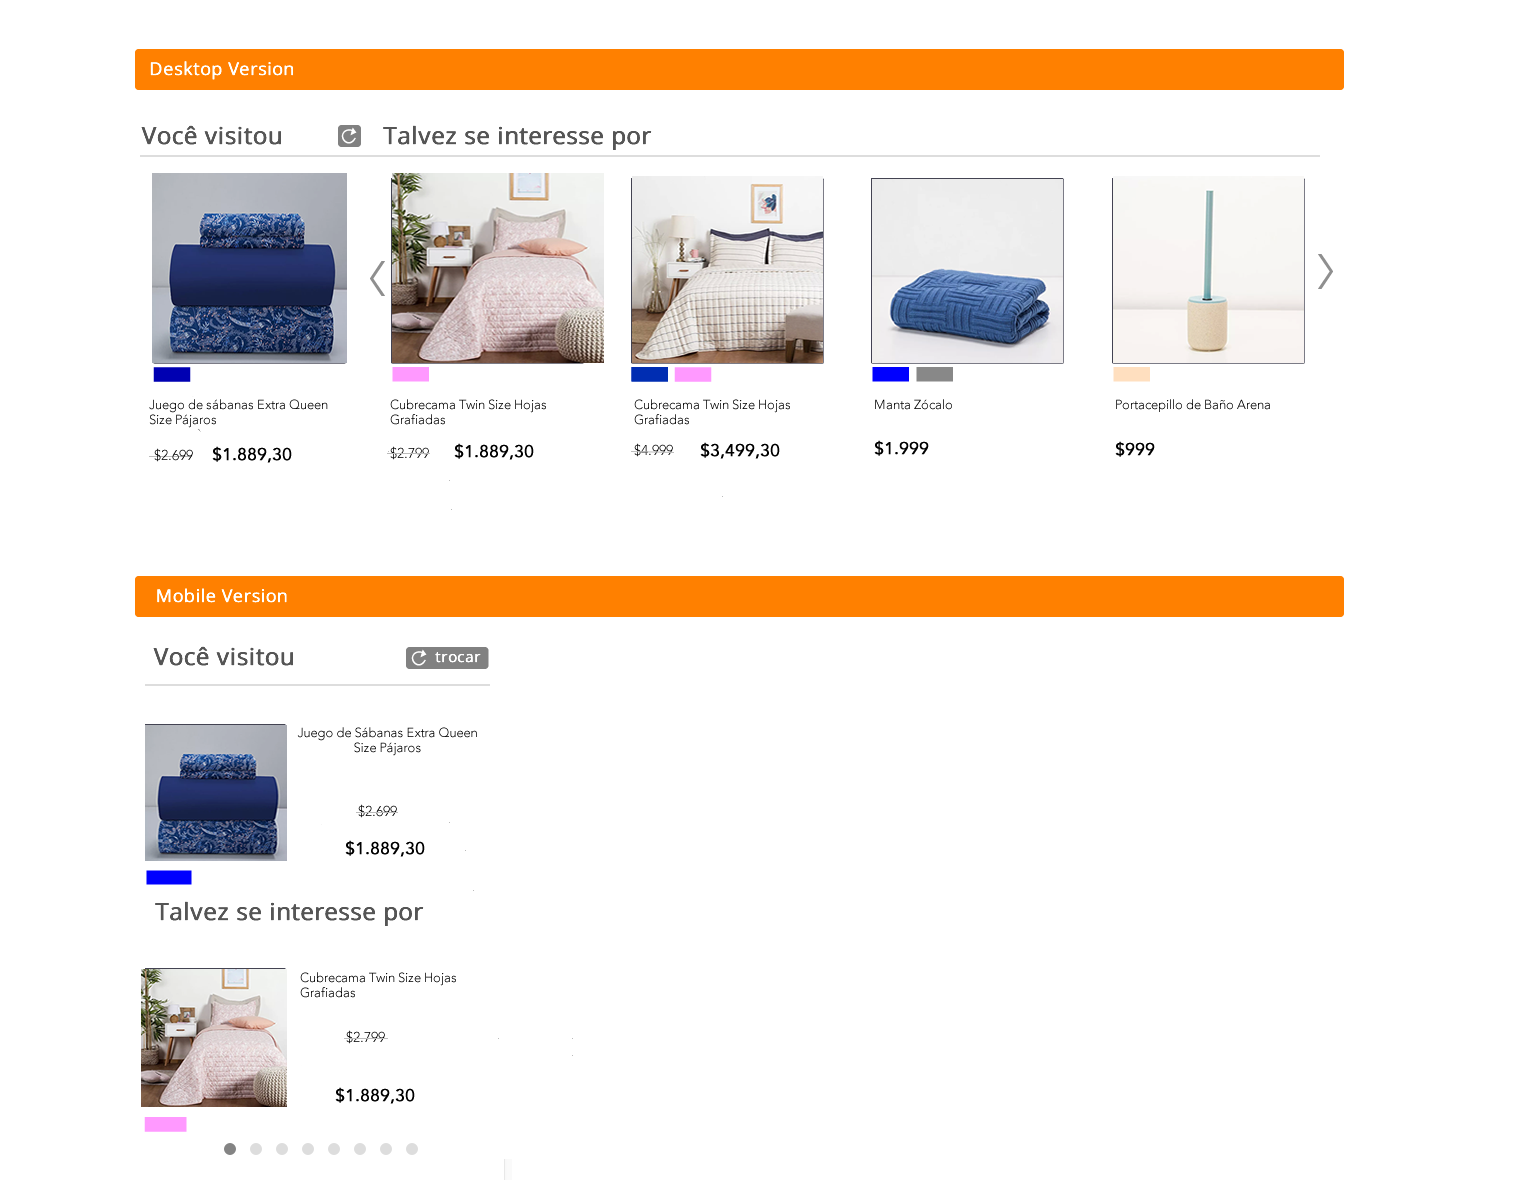 Desktop Version
Você visitou
Talvez se interesse por
Juego de sábanas Extra Queen
Size Pájaros
$2.699 $1.889,30
Cubrecama Twin Size Hojas
Grafiadas
$2.799 $1.889,30
Cubrecama Twin Size Hojas
Grafiadas
$4.999 $3,499,30
Manta Zócalo
$1.999
Portacepillo de Baño Arena
$999
Mobile Version
Você visitou
trocar
Juego de Sábanas Extra Queen
Size Pájaros
$2.699
$1.889,30
Talvez se interesse por
Cubrecama Twin Size Hojas
Grafiadas
$2.799
$1.889,30